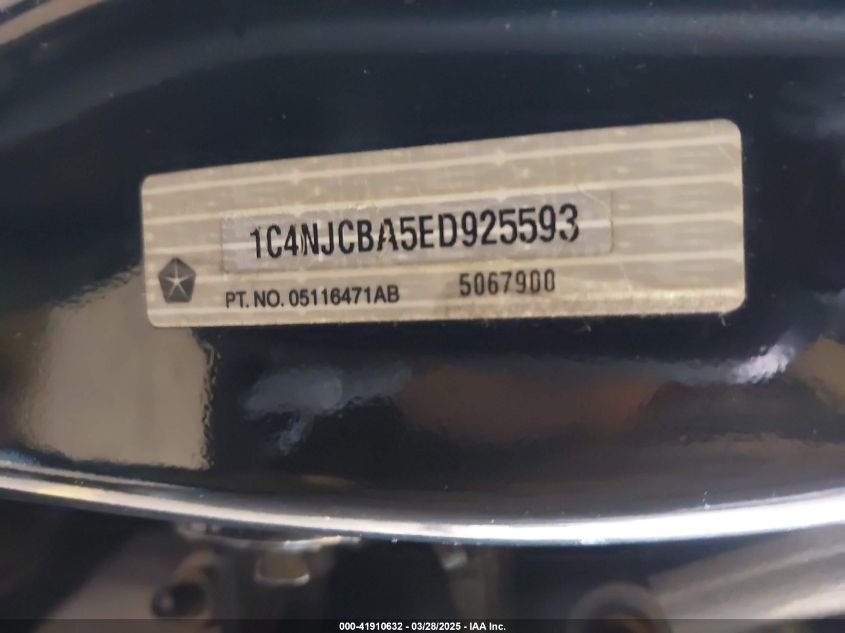 1C4NJCBA5ED925593
PT. NO. 05116471AB 5067900
000-41910632 - 03/28/2025 - IAA Inc.